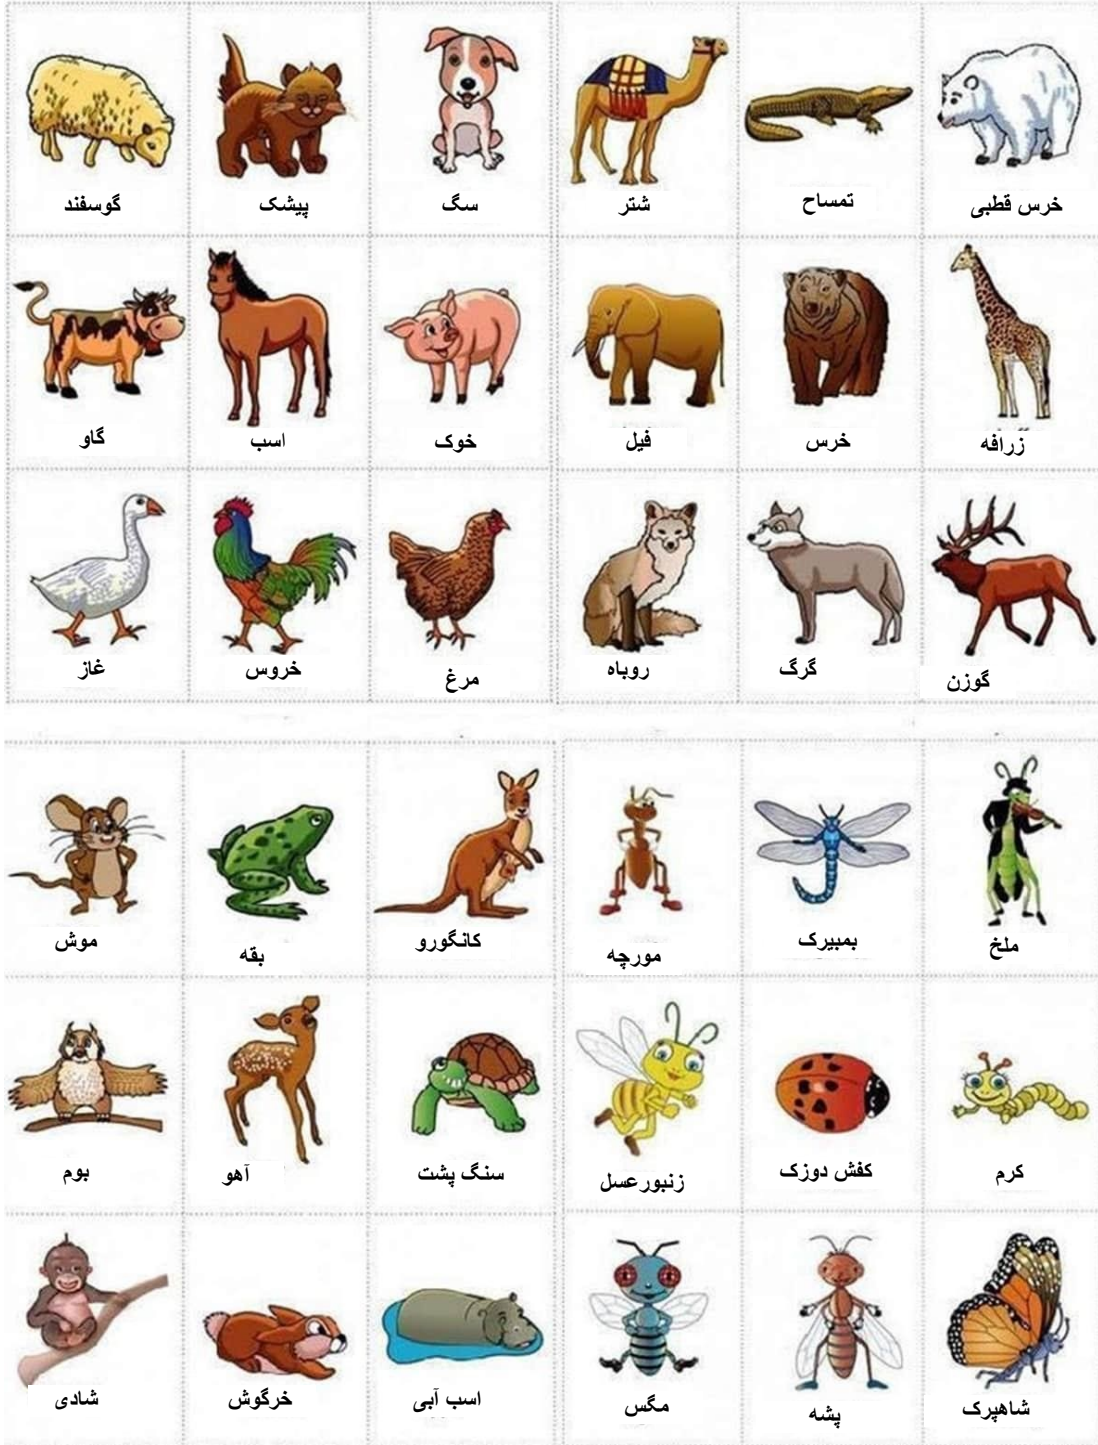 خرس قطبی
تمساح
شتر
سگ
پیشک
گوسفند
زرافه
خرس
فیل
خوک
اسب
گاو
گوزن
گرگ
روباه
مرغ
خروس
غاز
ملخ
بمبیرک
مورچه
کانگورو
بقه
موش
کرم
کفش دوزک
زنبورعسل
سنگ پشت
آهو
بوم
شاهپرک
پشه
مگس
اسب آبی
خرگوش
شادی